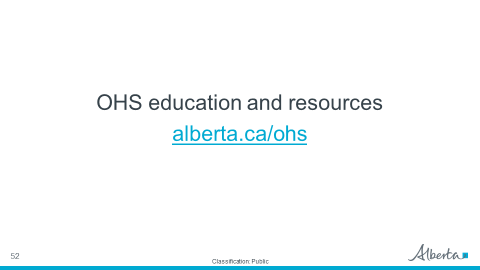 OHS education and resources
alberta.ca/ohs
52
Classification: Public
Alberta